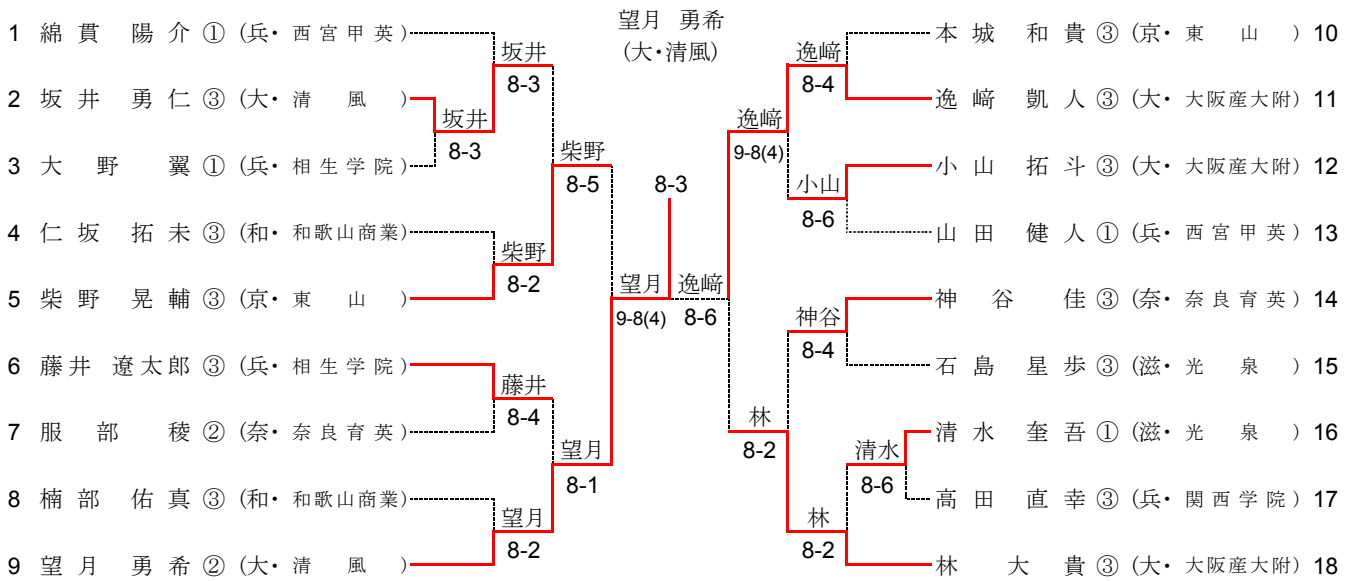 望月 勇希
(大・清風)
1 綿貫 陽介 ① (兵・西宮甲英)
2 坂井 勇仁 ③ (大・清風)
3 大野 翼 ① (兵・相生学院)
4 仁坂 拓未 ③ (和・和歌山商業)
5 柴野 晃輔 ③ (京・東山)
6 藤井 遼太郎 ③ (兵・相生学院)
7 服部 稜 ② (奈・奈良育英)
8 楠部 佑真 ③ (和・和歌山商業)
9 望月 勇希 ② (大・清風)
坂井
8-3
坂井
8-3
柴野
8-2
藤井
8-4
望月
8-2
柴野
8-5
望月
8-1
望月
9-8(4)
8-3
逸﨑
8-6
逸﨑
9-8(4)
林
8-2
逸﨑
8-4
小山
8-6
神谷
8-4
清水
8-6
林
8-2
本城 和貴 ③ (京・東山) 10
逸﨑 凱人 ③ (大・大阪産大附) 11
小山 拓斗 ③ (大・大阪産大附) 12
山田 健人 ① (兵・西宮甲英) 13
神谷 佳 ③ (奈・奈良育英) 14
石島 星歩 ③ (滋・光泉) 15
清水 奎吾 ① (滋・光泉) 16
高田 直幸 ③ (兵・関西学院) 17
林 大貴 ③ (大・大阪産大附) 18